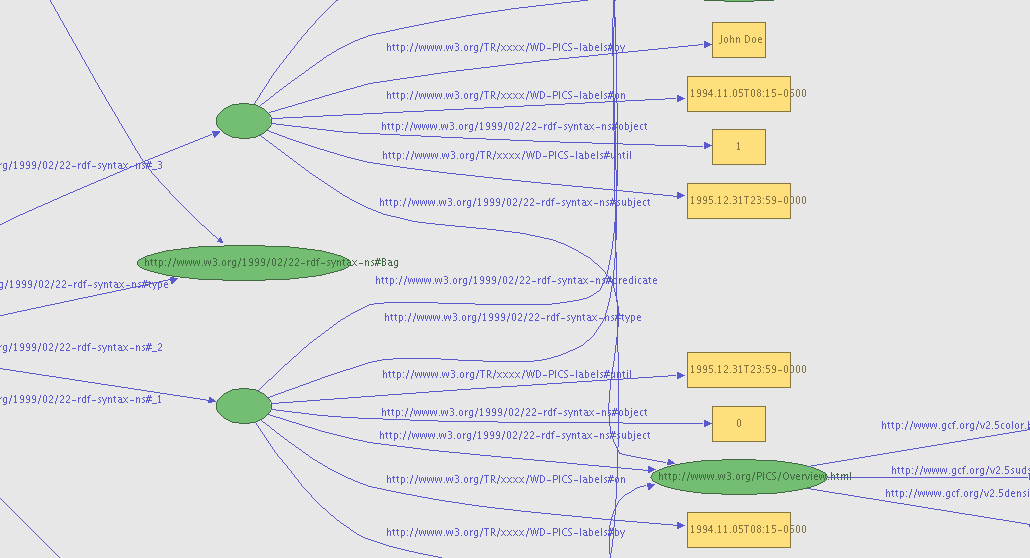 http://www.w3.org/TR/xxxx/WD-PICS-labels#by
John Doe
http://www.w3.org/TR/xxxx/WD-PICS-labels#on
1994.11.05T08:15-0500
http://www.w3.org/1999/02/22-rdf-syntax-ns#object
1
http://www.w3.org/TR/xxxx/WD-PICS-labels#until
rg/1999/02/22-rdf-syntax-ns#_3
http://www.w3.org/1999/02/22-rdf-syntax-ns#subject
1995.12.31T23:59-0000
http://www.w3.org/1999/02/22-rdf-syntax-ns#Bag
g/1999/02/22-rdf-syntax-ns#type
http://www.w3.org/1999/02/22-rdf-syntax-ns#predicate
http://www.w3.org/1999/02/22-rdf-syntax-ns#type
rg/1999/02/22-rdf-syntax-ns#_2
http://www.w3.org/TR/xxxx/WD-PICS-labels#until
1995.12.31T23:59-0000
rg/1999/02/22-rdf-syntax-ns#_1
http://www.w3.org/1999/02/22-rdf-syntax-ns#object
0
http://www.w3.org/1999/02/22-rdf-syntax-ns#subject
http://www.gcf.org/v2.5color.
http://www.w3.org/TR/xxxx/WD-PICS-labels#on
http://www.w3.org/PICS/Overview.html
http://www.gcf.org/v2.5suds
http://www.gcf.org/v2.5densi
http://www.w3.org/TR/xxxx/WD-PICS-labels#by
1994.11.05T08:15-0500